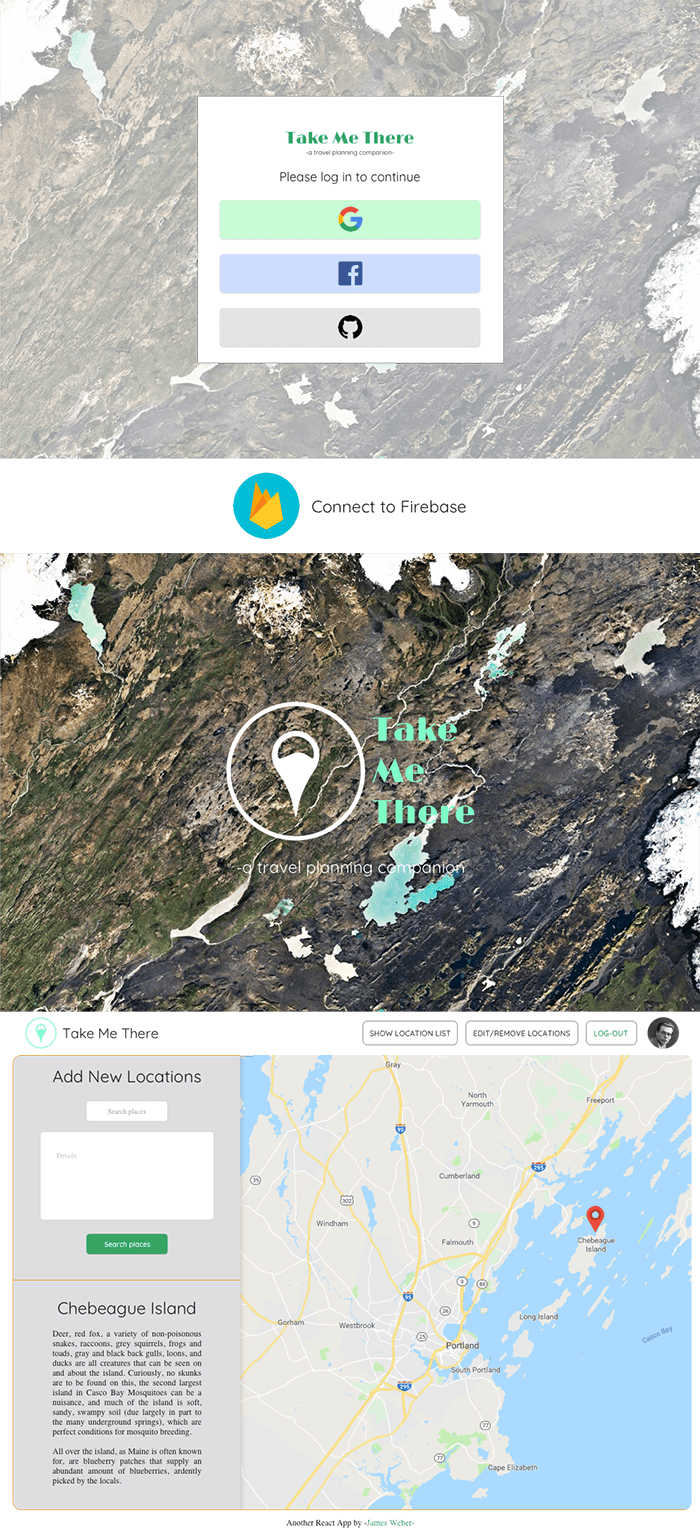 Take Me There
-a travel planning companion-
Please log in to continue
Connect to Firebase
Take
Me
There
-a travel planning companion
Take Me There
SHOW LOCATION LIST
EDIT/REMOVE LOCATIONS
LOG-OUT
Add New Locations
Search places
Details
Search places
Chebeague Island
Deer, red fox, a variety of non-poisonous
snakes, raccoons, grey squirrels, frogs and
toads, gray and black back gulls, loons, and
ducks are all creatures that can be seen on
and about the island. Curiously, no skunks
are to be found on this, the second largest
island in Casco Bay Mosquitoes can be a
nuisance, and much of the island is soft,
sandy, swampy soil (due largely in part to
the many underground springs), which are
perfect conditions for mosquito breeding.
All over the island, as Maine is often known
for, are blueberry patches that supply an
abundant amount of blueberries, ardently
picked by the locals.
Gray
North
Yarmouth
Freeport
95
295
35
Cumberland
302
Windham
9
Falmouth
Chebeague
Island
9
88
95
26
Long Island
Gorham
Westbrook
25
Portland
Casco Bay
South Portland
295
77
77
Cape Elizabeth
Another React App by -James Weber-